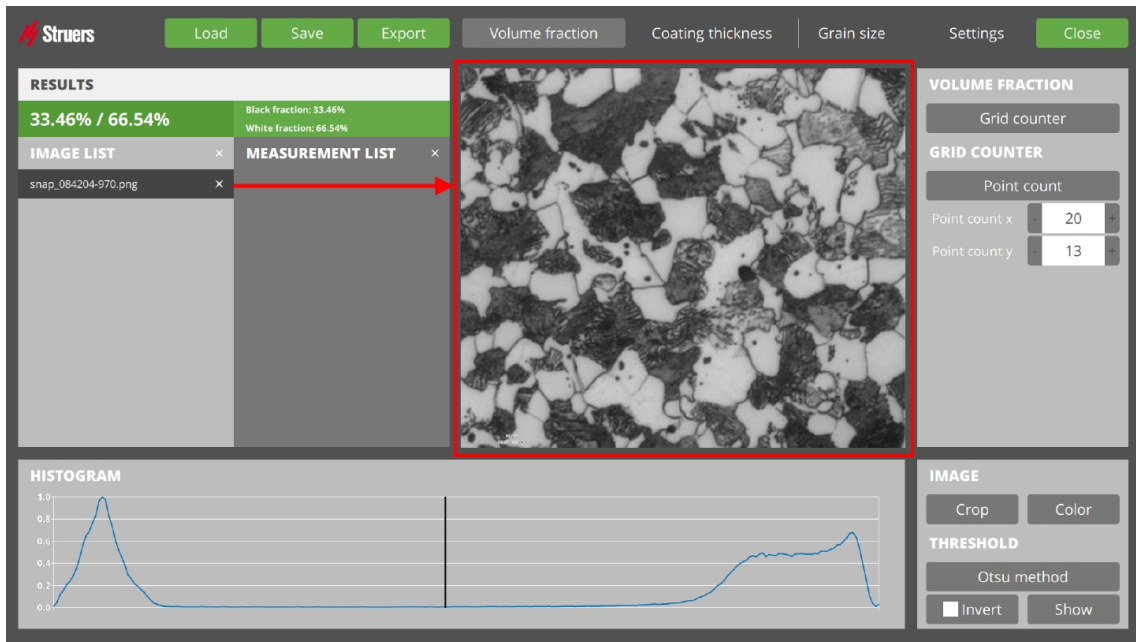 Struers
Load
Save
Export
Volume fraction
Coating thickness
Grain size
Settings
Close
RESULTS
33.46% / 66.54%
Black fraction: 33.46%
White fraction: 66.54%
IMAGE LIST ×
MEASUREMENT LIST ×
snap_084204-970.png ×
VOLUME FRACTION
Grid counter
GRID COUNTER
Point count
Point count x - 20 +
Point count y - 13 +
HISTOGRAM
1.0
0.8
0.6
0.4
0.2
0.0
IMAGE
Crop
Color
THRESHOLD
Otsu method
Invert
Show